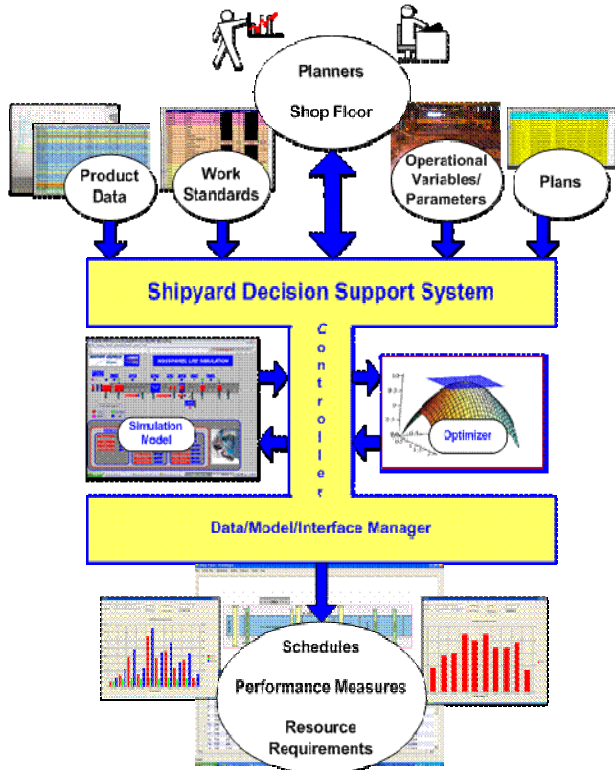 Planners
Shop Floor
Product
Data
Work
Standards
Operational
Variables/
Parameters
Plans
Shipyard Decision Support System
Controller
Simulation
Model
Optimizer
Data/Model/Interface Manager
Schedules
Performance Measures
Resource
Requirements